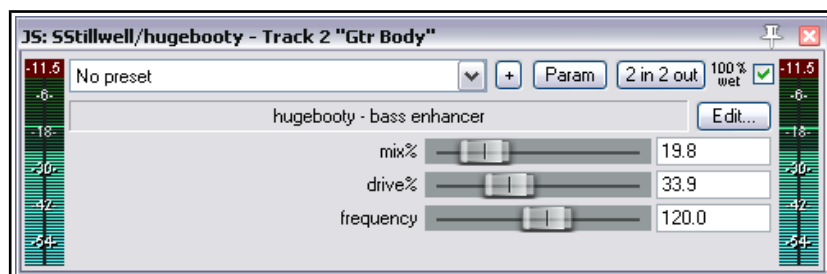 JS: SStillwell/hugebooty - Track 2 "Gtr Body"
-11.5 No preset + Param 2 in 2 out 100% wet -11.5
-6- -6-
hugebooty - bass enhancer Edit...
-18- -18-
mix% 19.8
-30- -30-
drive% 33.9
-42- -42-
frequency 120.0
-54- -54-